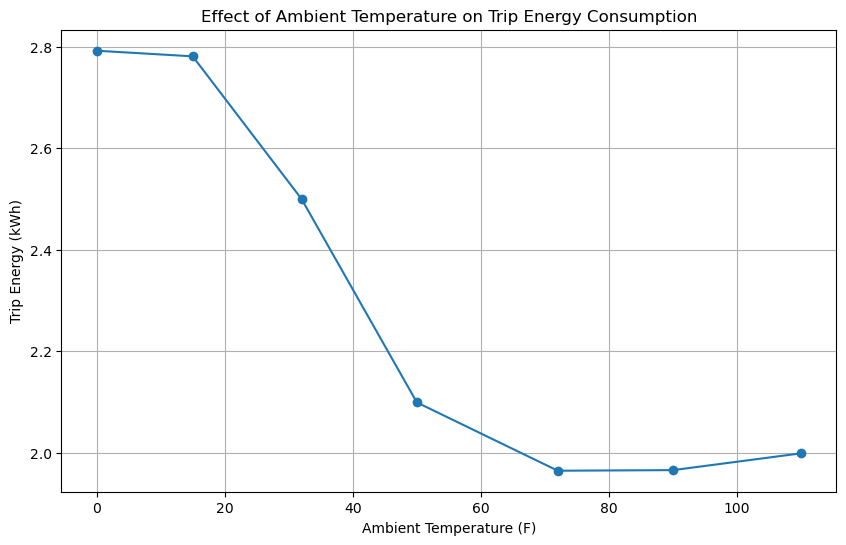 Effect of Ambient Temperature on Trip Energy Consumption
2.8
2.6
2.4
2.2
2.0
Trip Energy (kWh)
0 20 40 60 80 100
Ambient Temperature (F)